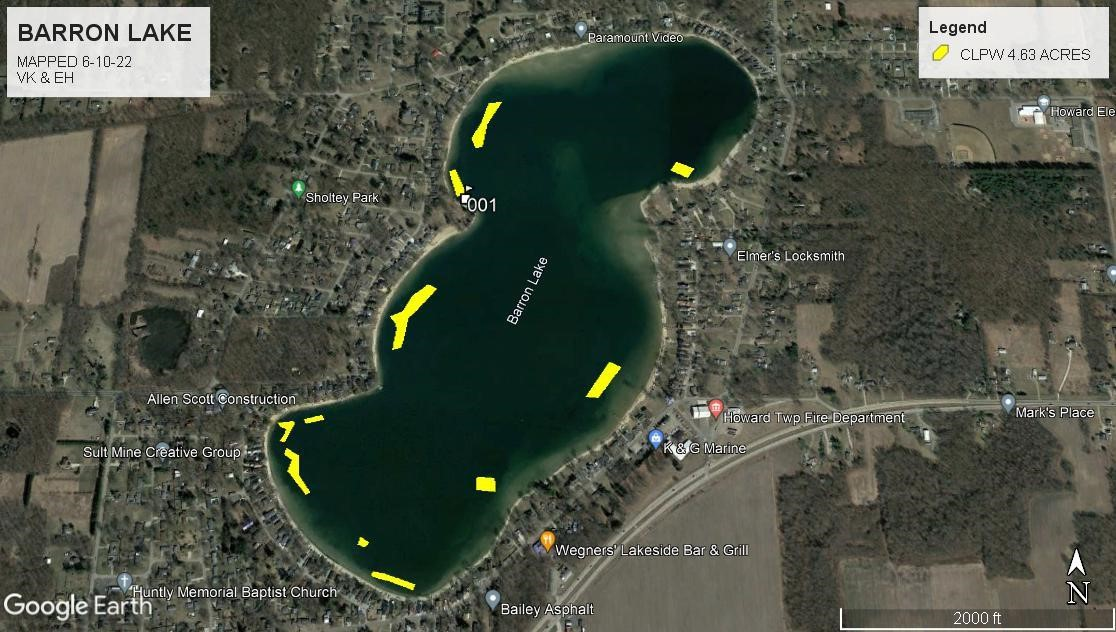 BARRON LAKE
MAPPED 6-10-22
VK & EH
Legend
CLPW 4.63 ACRES
Paramount Video
Howard Ele
Sholtey Park
001
Elmer's Locksmith
Barron Lake
Allen Scott Construction
Howard Twp Fire Department
Mark's Place
Sult Mine Creative Group
K & G Marine
Wegners' Lakeside Bar & Grill
Huntly Memorial Baptist Church
Bailey Asphalt
Google Earth
N
2000 ft